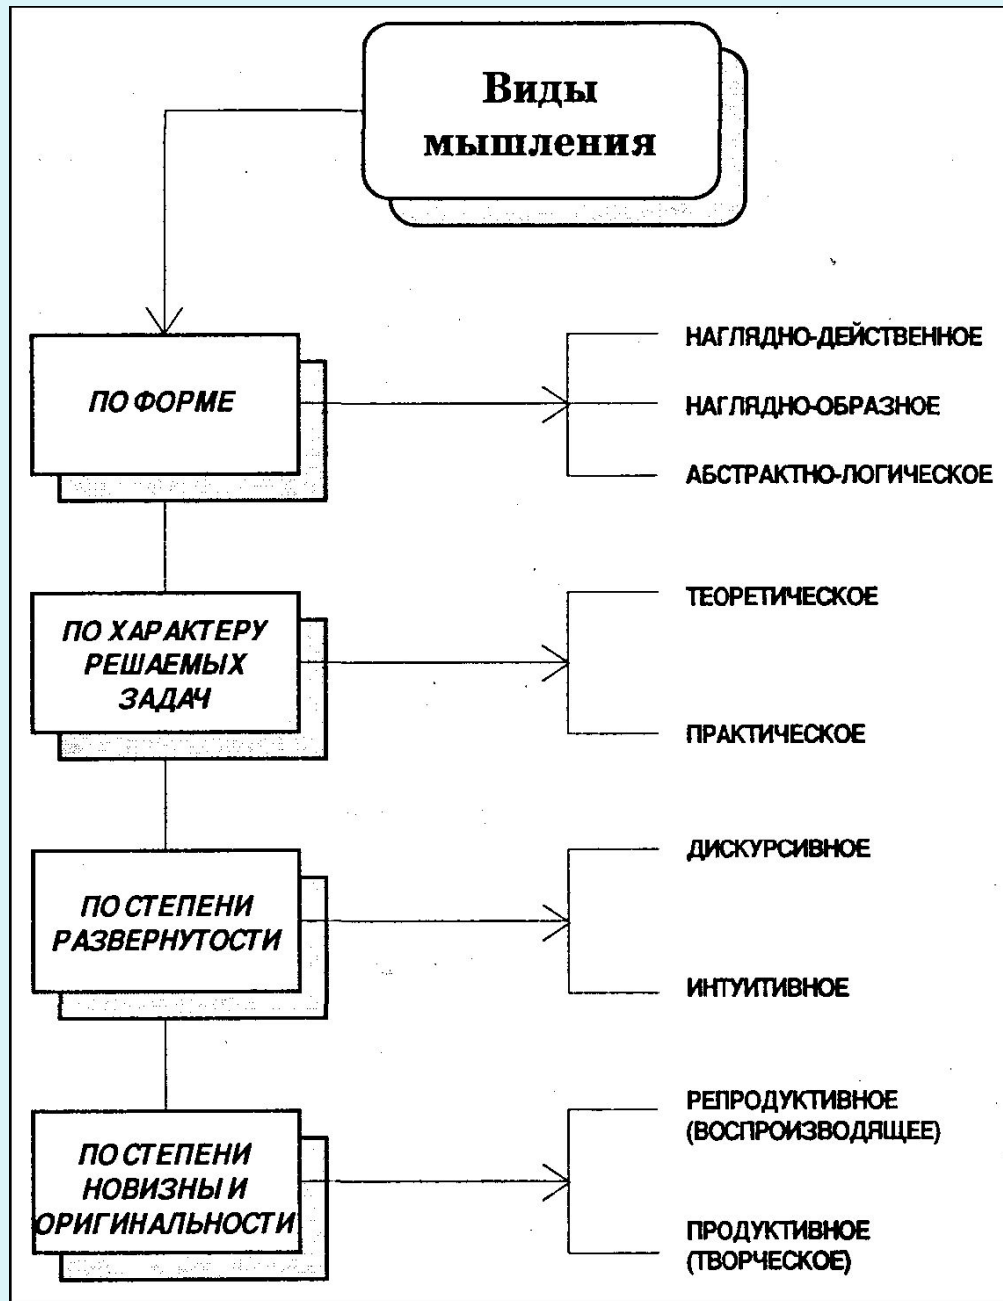 Виды
мышления
ПО ФОРМЕ
НАГЛЯДНО-ДЕЙСТВЕННОЕ
НАГЛЯДНО-ОБРАЗНОЕ
АБСТРАКТНО-ЛОГИЧЕСКОЕ
ПО ХАРАКТЕРУ
РЕШАЕМЫХ
ЗАДАЧ
ТЕОРЕТИЧЕСКОЕ
ПРАКТИЧЕСКОЕ
ПО СТЕПЕНИ
РАЗВЕРНУТОСТИ
ДИСКУРСИВНОЕ
ИНТУИТИВНОЕ
ПО СТЕПЕНИ
НОВИЗНЫ И
ОРИГИНАЛЬНОСТИ
РЕПРОДУКТИВНОЕ
(ВОСПРОИЗВОДЯЩЕЕ)
ПРОДУКТИВНОЕ
(ТВОРЧЕСКОЕ)